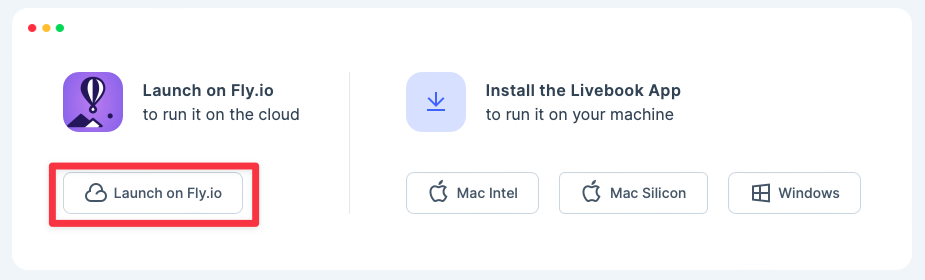 Launch on Fly.io
to run it on the cloud
Launch on Fly.io
Install the Livebook App
to run it on your machine
Mac Intel
Mac Silicon
Windows